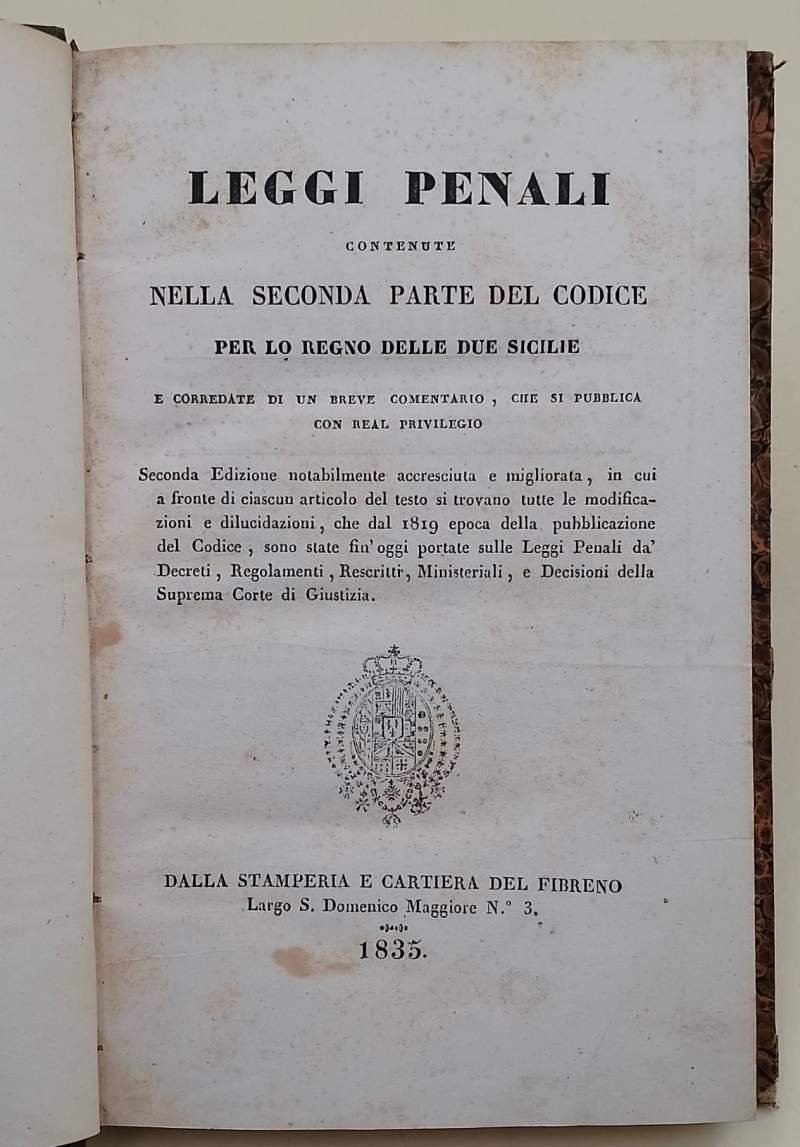 LEGGI PENALI
CONTENUTE
NELLA SECONDA PARTE DEL CODICE
PER LO REGNO DELLE DUE SICILIE
E CORREDATE DI UN BREVE COMENTARIO , CHE SI PUBBLICA
CON REAL PRIVILEGIO
Seconda Edizione notabilmente accresciuta e migliorata, in cui
a fronte di ciascun articolo del testo si trovano tutte le modifica-
zioni e dilucidazioni, che dal 1819 epoca della pubblicazione
del Codice , sono state fin' oggi portate sulle Leggi Penali da'
Decreti , Regolamenti , Rescritti, Ministeriali , e Decisioni della
Suprema Corte di Giustizia.
DALLA STAMPERIA E CARTIERA DEL FIBRENO
Largo S. Domenico Maggiore N.° 3.
1835.